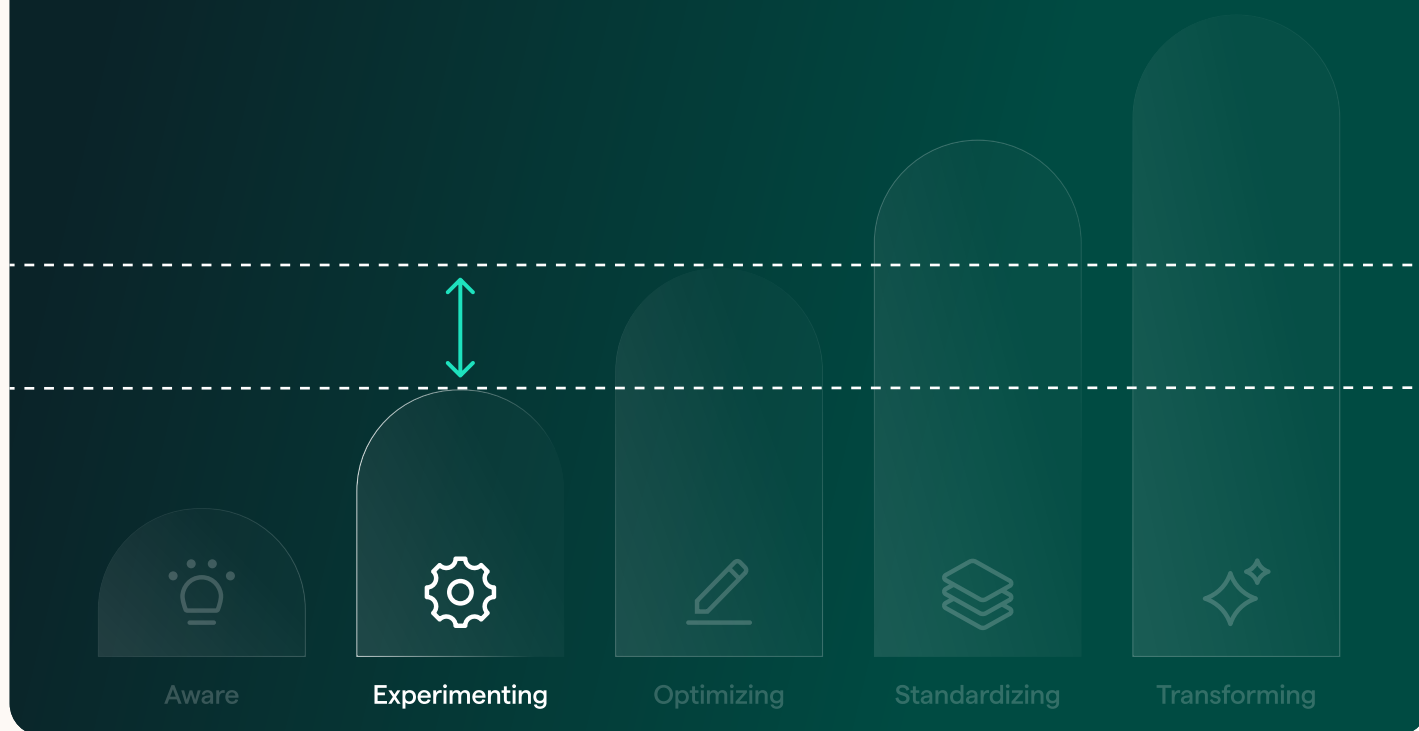 Aware
Experimenting
Optimizing
Standardizing
Transforming